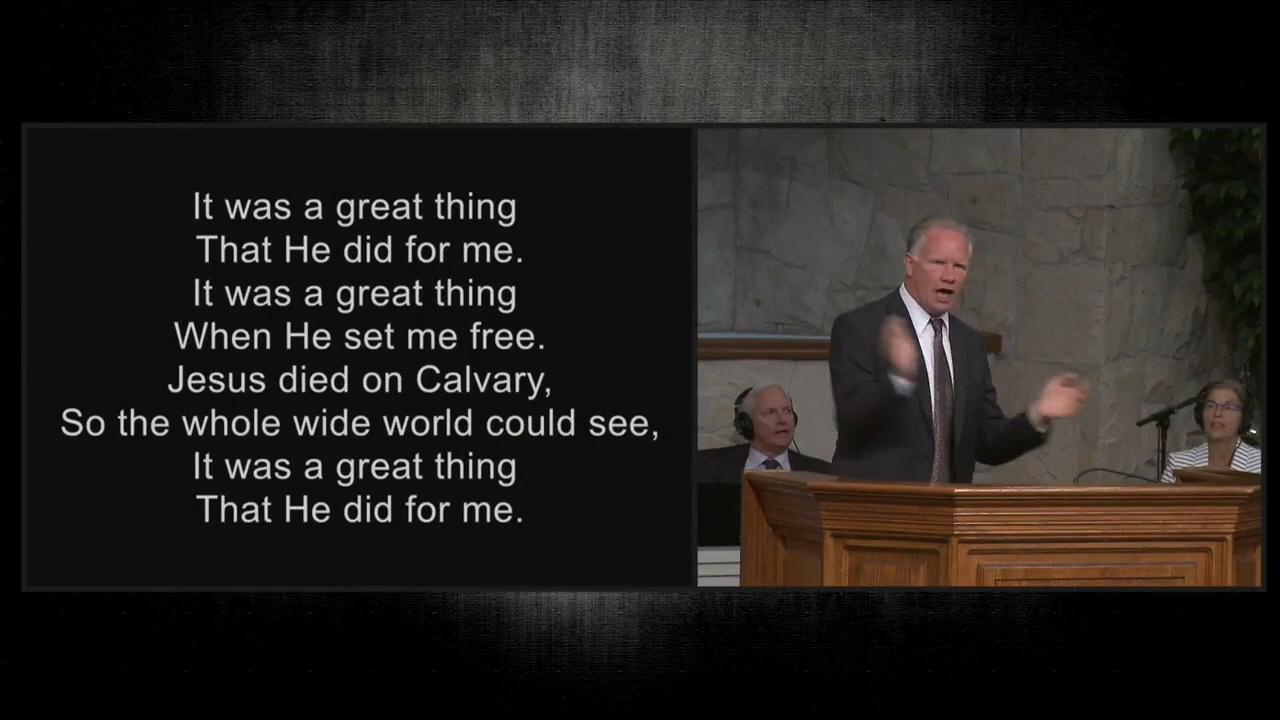 It was a great thing
That He did for me.
It was a great thing
When He set me free.
Jesus died on Calvary,
So the whole wide world could see,
It was a great thing
That He did for me.